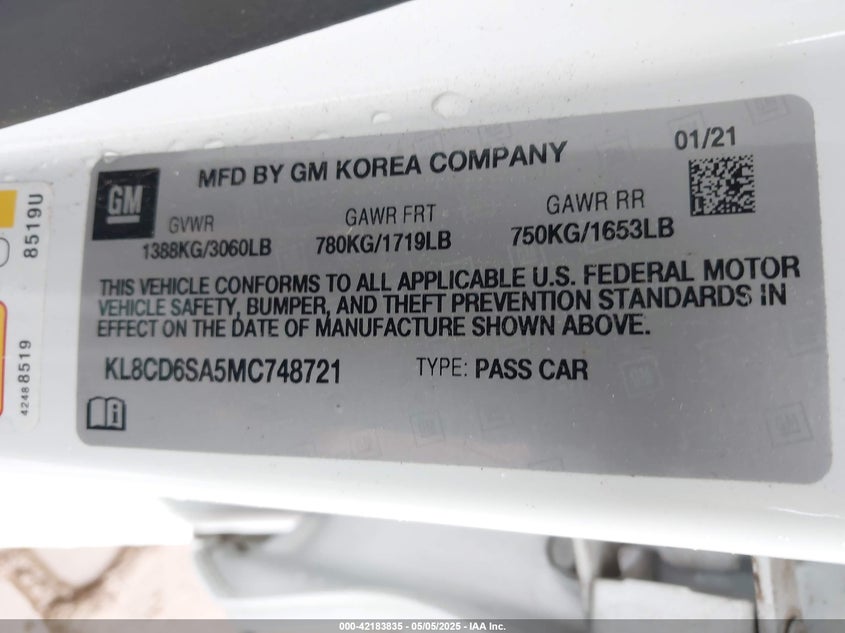 MFD BY GM KOREA COMPANY
01/21
GM
GVWR
1388KG/3060LB
GAWR FRT
780KG/1719LB
GAWR RR
750KG/1653LB
THIS VEHICLE CONFORMS TO ALL APPLICABLE U.S. FEDERAL MOTOR
VEHICLE SAFETY, BUMPER, AND THEFT PREVENTION STANDARDS IN
EFFECT ON THE DATE OF MANUFACTURE SHOWN ABOVE.
KL8CD6SA5MC748721
TYPE: PASS CAR
8519U
42488519
000-42183835 - 05/05/2025 - IAA Inc.